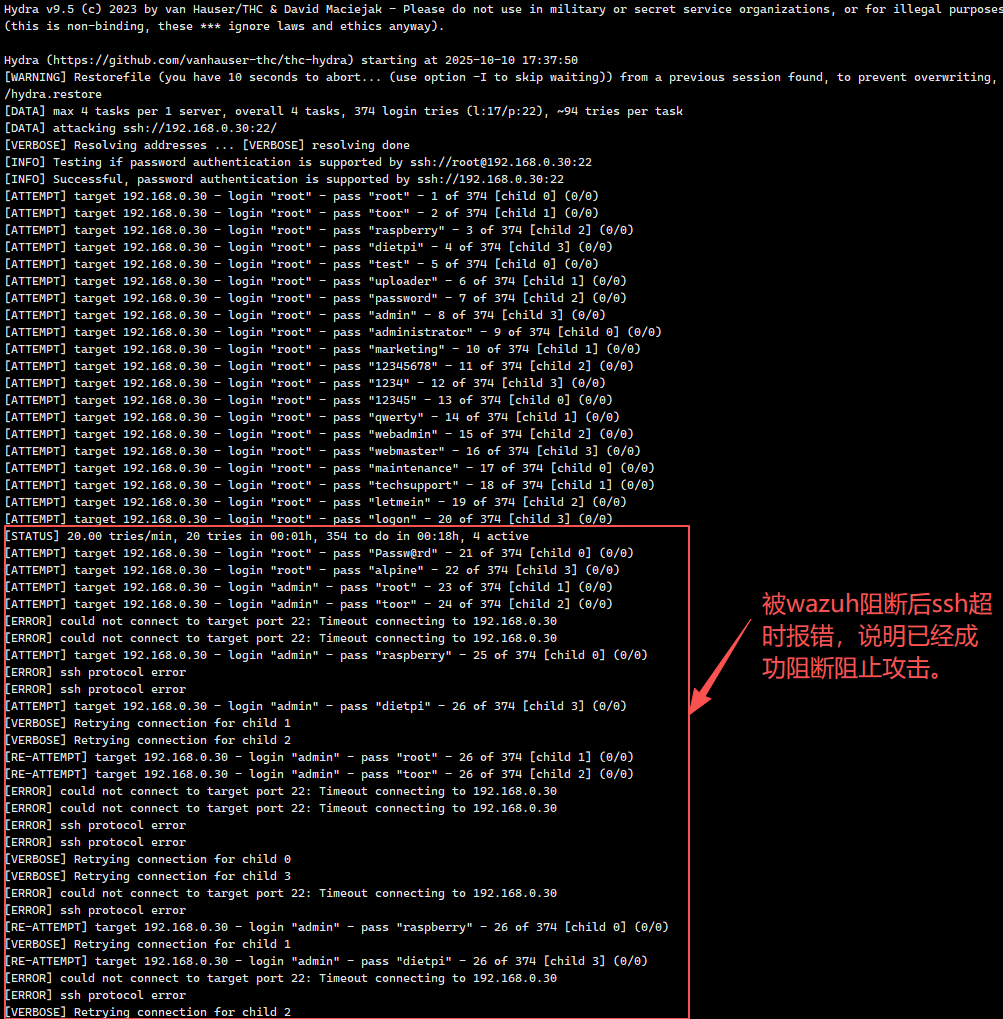 Hydra v9.5 (c) 2023 by van Hauser/THC & David Maciejak - Please do not use in military or secret service organizations, or for illegal purposes
(this is non-binding, these *** ignore laws and ethics anyway).
Hydra (https://github.com/vanhauser-thc/thc-hydra) starting at 2025-10-10 17:37:50
[WARNING] Restorefile (you have 10 seconds to abort... (use option -I to skip waiting)) from a previous session found, to prevent overwriting,
/hydra.restore
[DATA] max 4 tasks per 1 server, overall 4 tasks, 374 login tries (l:17/p:22), ~94 tries per task
[DATA] attacking ssh://192.168.0.30:22/
[VERBOSE] Resolving addresses ... [VERBOSE] resolving done
[INFO] Testing if password authentication is supported by ssh://root@192.168.0.30:22
[INFO] Successful, password authentication is supported by ssh://192.168.0.30:22
[ATTEMPT] target 192.168.0.30 - login "root" - pass "root" - 1 of 374 [child 0] (0/0)
[ATTEMPT] target 192.168.0.30 - login "root" - pass "toor" - 2 of 374 [child 1] (0/0)
[ATTEMPT] target 192.168.0.30 - login "root" - pass "raspberry" - 3 of 374 [child 2] (0/0)
[ATTEMPT] target 192.168.0.30 - login "root" - pass "dietpi" - 4 of 374 [child 3] (0/0)
[ATTEMPT] target 192.168.0.30 - login "root" - pass "test" - 5 of 374 [child 0] (0/0)
[ATTEMPT] target 192.168.0.30 - login "root" - pass "uploader" - 6 of 374 [child 1] (0/0)
[ATTEMPT] target 192.168.0.30 - login "root" - pass "password" - 7 of 374 [child 2] (0/0)
[ATTEMPT] target 192.168.0.30 - login "root" - pass "admin" - 8 of 374 [child 3] (0/0)
[ATTEMPT] target 192.168.0.30 - login "root" - pass "administrator" - 9 of 374 [child 0] (0/0)
[ATTEMPT] target 192.168.0.30 - login "root" - pass "marketing" - 10 of 374 [child 1] (0/0)
[ATTEMPT] target 192.168.0.30 - login "root" - pass "12345678" - 11 of 374 [child 2] (0/0)
[ATTEMPT] target 192.168.0.30 - login "root" - pass "1234" - 12 of 374 [child 3] (0/0)
[ATTEMPT] target 192.168.0.30 - login "root" - pass "12345" - 13 of 374 [child 0] (0/0)
[ATTEMPT] target 192.168.0.30 - login "root" - pass "qwerty" - 14 of 374 [child 1] (0/0)
[ATTEMPT] target 192.168.0.30 - login "root" - pass "webadmin" - 15 of 374 [child 2] (0/0)
[ATTEMPT] target 192.168.0.30 - login "root" - pass "webmaster" - 16 of 374 [child 3] (0/0)
[ATTEMPT] target 192.168.0.30 - login "root" - pass "maintenance" - 17 of 374 [child 0] (0/0)
[ATTEMPT] target 192.168.0.30 - login "root" - pass "techsupport" - 18 of 374 [child 1] (0/0)
[ATTEMPT] target 192.168.0.30 - login "root" - pass "letmein" - 19 of 374 [child 2] (0/0)
[ATTEMPT] target 192.168.0.30 - login "root" - pass "logon" - 20 of 374 [child 3] (0/0)
[STATUS] 20.00 tries/min, 20 tries in 00:01h, 354 to do in 00:18h, 4 active
[ATTEMPT] target 192.168.0.30 - login "root" - pass "Passw@rd" - 21 of 374 [child 0] (0/0)
[ATTEMPT] target 192.168.0.30 - login "root" - pass "alpine" - 22 of 374 [child 3] (0/0)
[ATTEMPT] target 192.168.0.30 - login "admin" - pass "root" - 23 of 374 [child 1] (0/0)
[ATTEMPT] target 192.168.0.30 - login "admin" - pass "toor" - 24 of 374 [child 2] (0/0)
[ERROR] could not connect to target port 22: Timeout connecting to 192.168.0.30
[ERROR] could not connect to target port 22: Timeout connecting to 192.168.0.30
[ATTEMPT] target 192.168.0.30 - login "admin" - pass "raspberry" - 25 of 374 [child 0] (0/0)
[ERROR] ssh protocol error
[ERROR] ssh protocol error
[ATTEMPT] target 192.168.0.30 - login "admin" - pass "dietpi" - 26 of 374 [child 3] (0/0)
[VERBOSE] Retrying connection for child 1
[VERBOSE] Retrying connection for child 2
[RE-ATTEMPT] target 192.168.0.30 - login "admin" - pass "root" - 26 of 374 [child 1] (0/0)
[RE-ATTEMPT] target 192.168.0.30 - login "admin" - pass "toor" - 26 of 374 [child 2] (0/0)
[ERROR] could not connect to target port 22: Timeout connecting to 192.168.0.30
[ERROR] could not connect to target port 22: Timeout connecting to 192.168.0.30
[ERROR] ssh protocol error
[ERROR] ssh protocol error
[VERBOSE] Retrying connection for child 0
[VERBOSE] Retrying connection for child 3
[ERROR] could not connect to target port 22: Timeout connecting to 192.168.0.30
[ERROR] ssh protocol error
[RE-ATTEMPT] target 192.168.0.30 - login "admin" - pass "raspberry" - 26 of 374 [child 0] (0/0)
[VERBOSE] Retrying connection for child 1
[RE-ATTEMPT] target 192.168.0.30 - login "admin" - pass "dietpi" - 26 of 374 [child 3] (0/0)
[ERROR] could not connect to target port 22: Timeout connecting to 192.168.0.30
[ERROR] ssh protocol error
[VERBOSE] Retrying connection for child 2
被wazuh阻断后ssh超
时报错，说明已经成
功阻断阻止攻击。